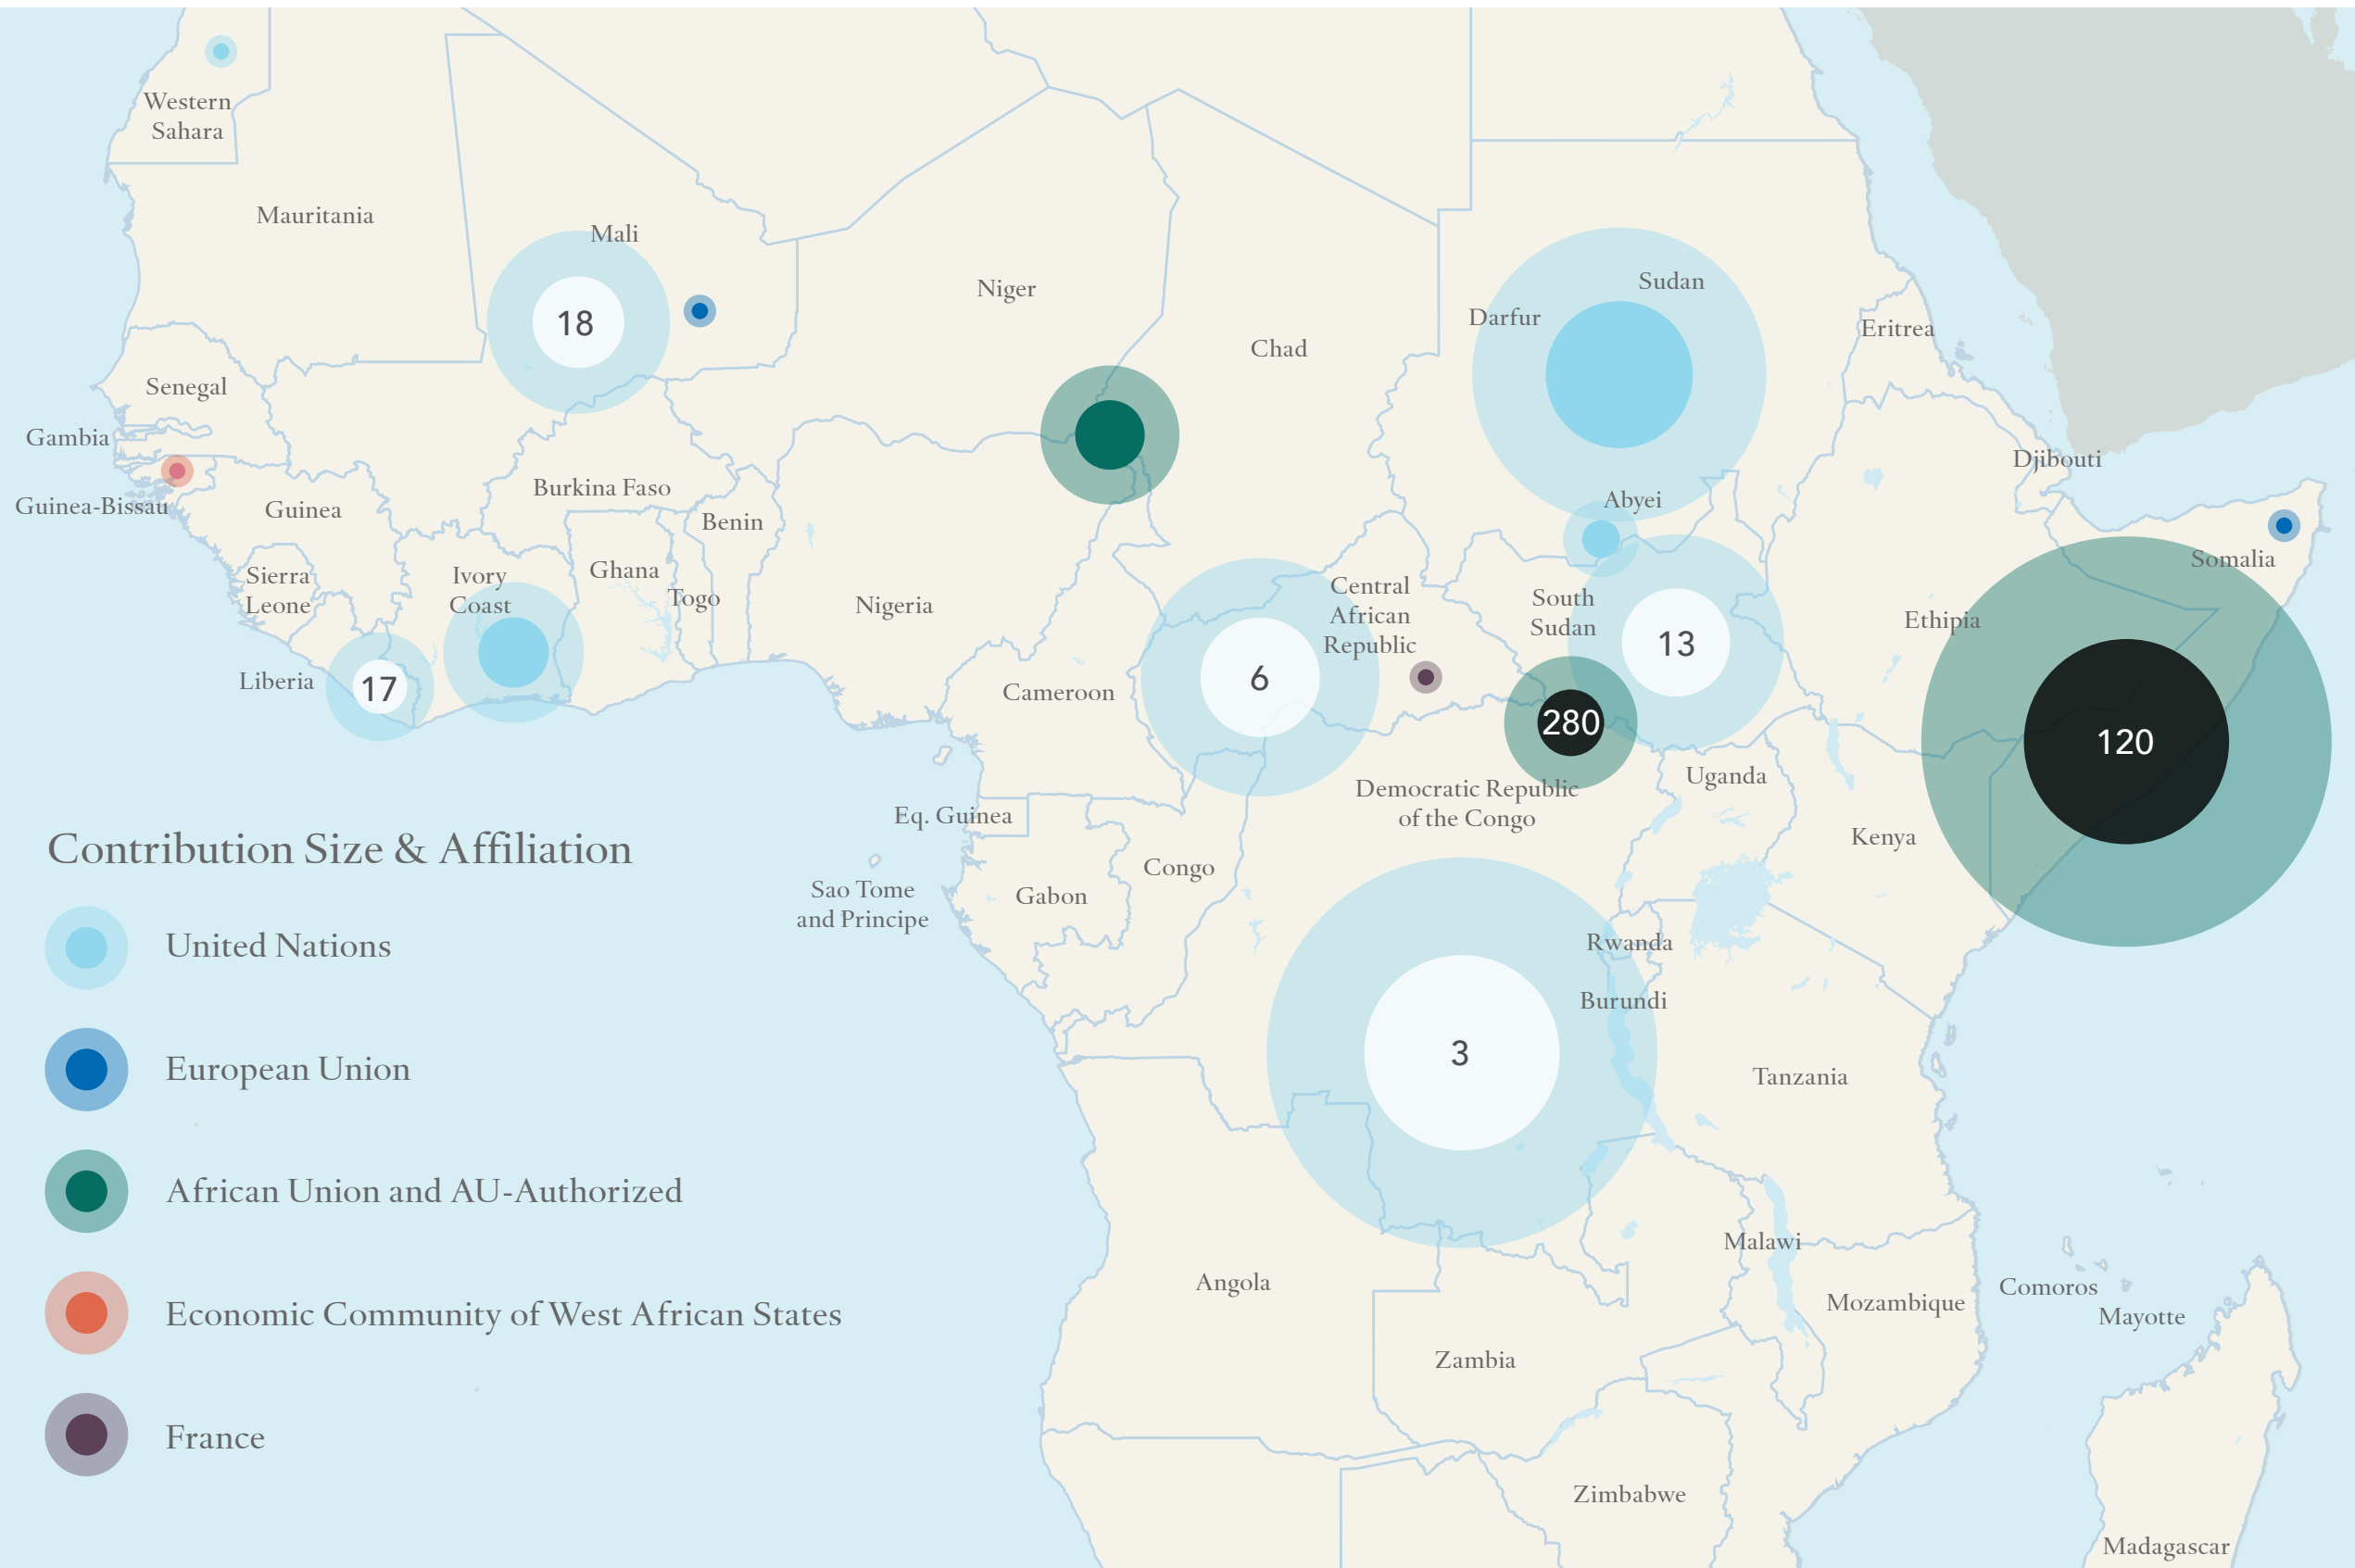 Western
Sahara
Mauritania
Mali
18
Niger
Chad
Sudan
Darfur
Eritrea
Senegal
Gambia
Guinea-Bissau
Guinea
Burkina Faso
Benin
Abyei
Djibouti
Somalia
Sierra
Leone
Ivory
Coast
Ghana
Togo
Nigeria
Central
African
Republic
South
Sudan
13
Ethipia
Liberia
17
Cameroon
6
280
120
Democratic Republic
of the Congo
Uganda
Kenya
Eq. Guinea
Sao Tome
and Principe
Gabon
Congo
Rwanda
Burundi
3
Tanzania
Angola
Malawi
Mozambique
Comoros
Mayotte
Zambia
Zimbabwe
Madagascar
Contribution Size & Affiliation
United Nations
European Union
African Union and AU-Authorized
Economic Community of West African States
France